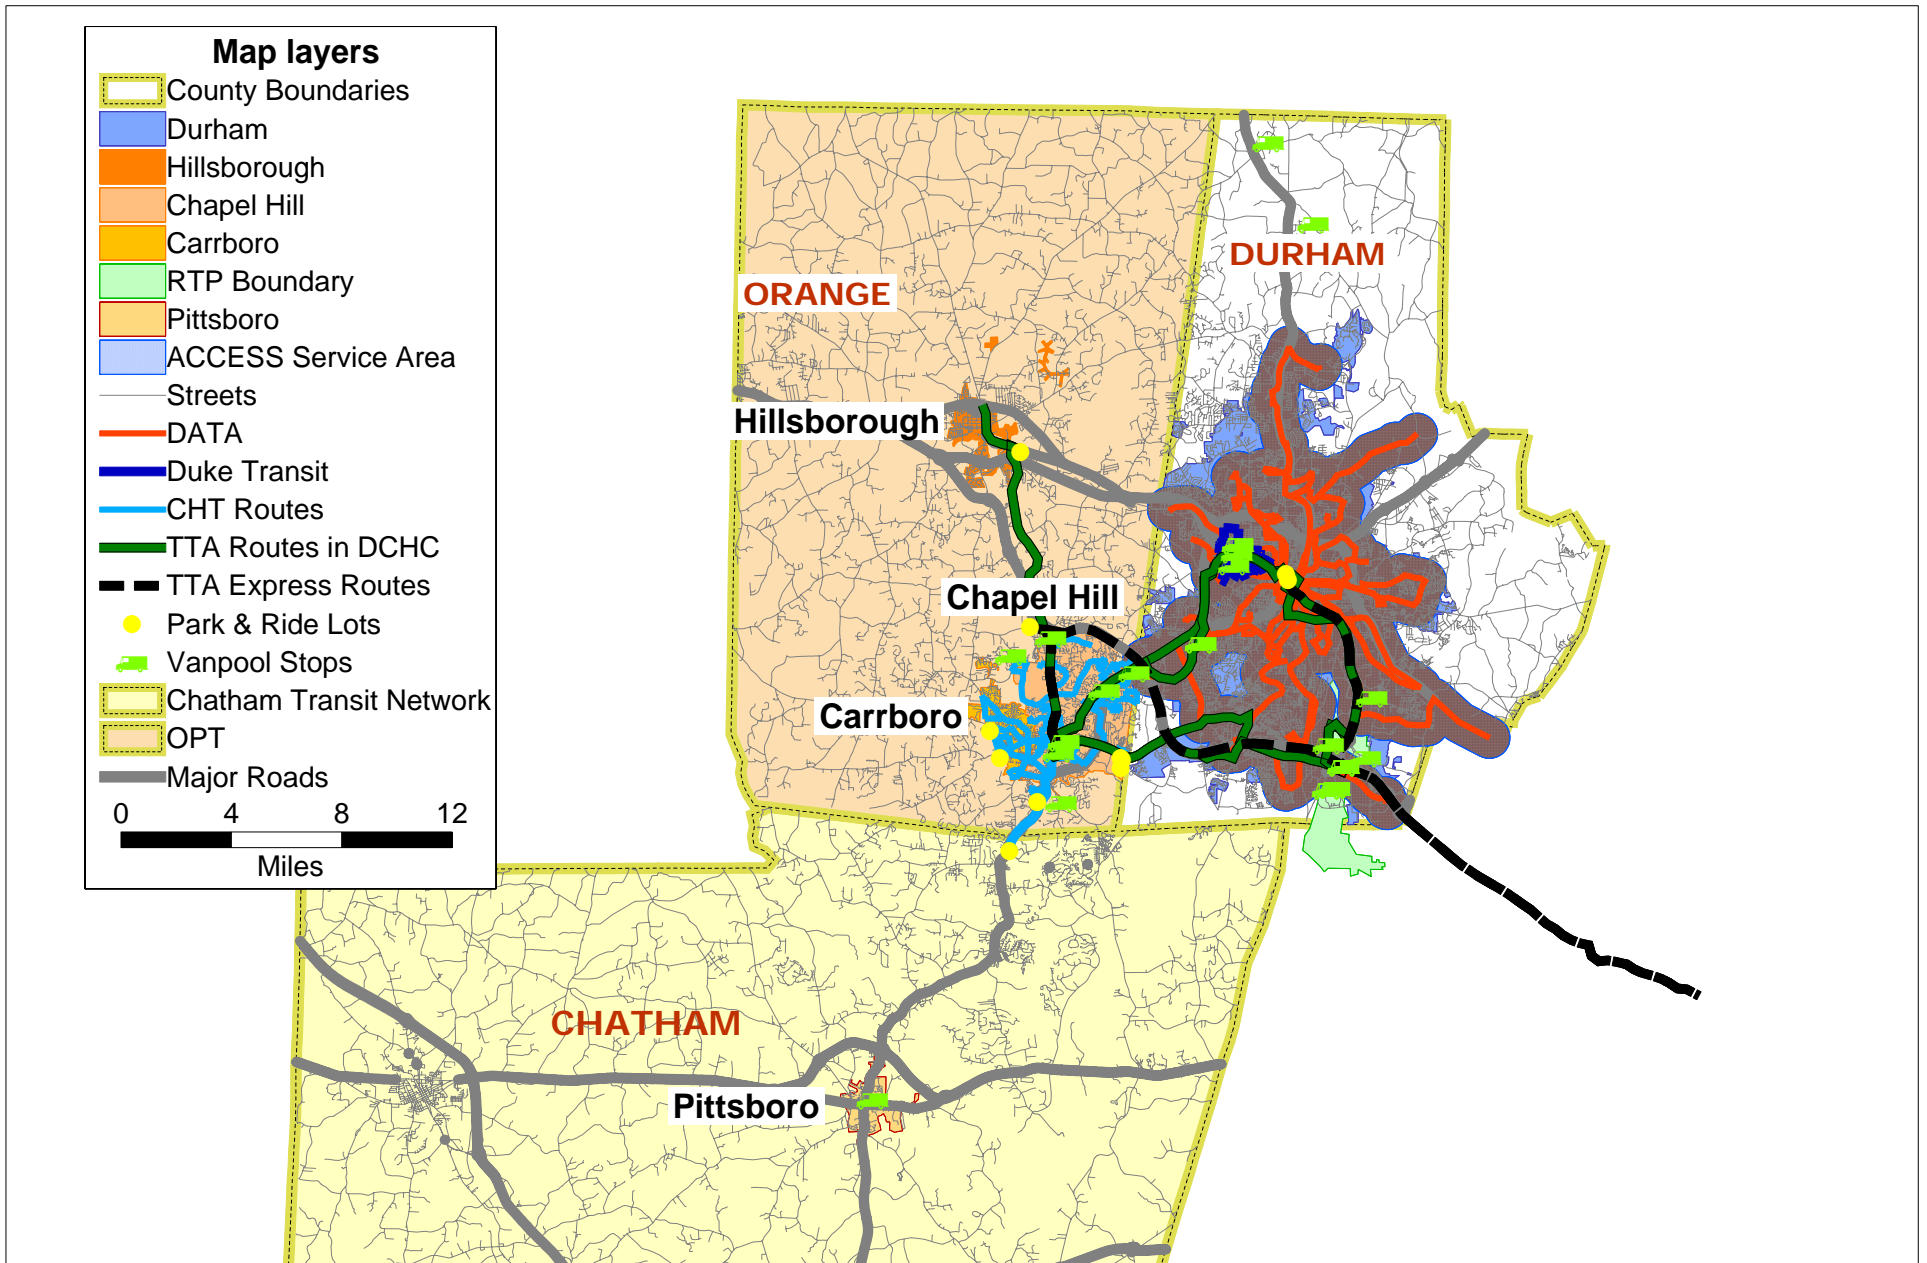 Map layers
County Boundaries
Durham
Hillsborough
Chapel Hill
Carrboro
RTP Boundary
Pittsboro
ACCESS Service Area
Streets
DATA
Duke Transit
CHT Routes
TTA Routes in DCHC
TTA Express Routes
Park & Ride Lots
Vanpool Stops
Chatham Transit Network
OPT
Major Roads
0 4 8 12
Miles
DURHAM
ORANGE
Hillsborough
Chapel Hill
Carrboro
CHATHAM
Pittsboro